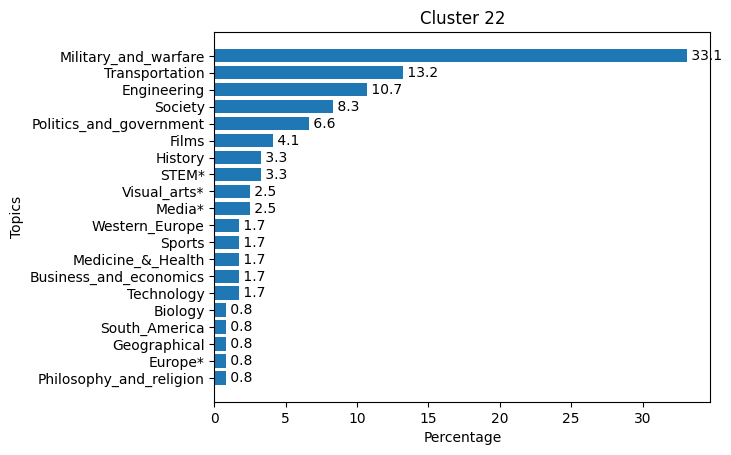 Cluster 22
Topics
Military_and_warfare 33.1
Transportation 13.2
Engineering 10.7
Society 8.3
Politics_and_government 6.6
Films 4.1
History 3.3
STEM* 3.3
Visual_arts* 2.5
Media* 2.5
Western_Europe 1.7
Sports 1.7
Medicine_&_Health 1.7
Business_and_economics 1.7
Technology 1.7
Biology 0.8
South_America 0.8
Geographical 0.8
Europe* 0.8
Philosophy_and_religion 0.8
0 5 10 15 20 25 30
Percentage